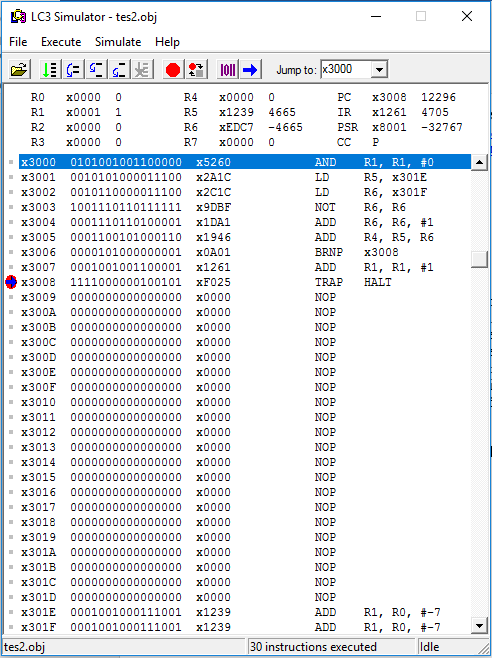 LC3 Simulator - tes2.obj
File Execute Simulate Help
Jump to: x3000
R0 x0000 0 R4 x0000 0 PC x3008 12296
R1 x0001 1 R5 x1239 4665 IR x1261 4705
R2 x0000 0 R6 xEDC7 -4665 PSR x8001 -32767
R3 x0000 0 R7 x0000 0 CC P
x3000 0101001001100000 x5260 AND R1, R1, #0
x3001 0010101000011100 x2A1C LD R5, x301E
x3002 0010110000011100 x2C1C LD R6, x301F
x3003 1001110110111111 x9DBF NOT R6, R6
x3004 0001110110100001 x1DA1 ADD R6, R6, #1
x3005 0001100101000110 x1946 ADD R4, R5, R6
x3006 0000101000000001 x0A01 BRNP x3008
x3007 0001001001100001 x1261 ADD R1, R1, #1
x3008 1111000000100101 xF025 TRAP HALT
x3009 0000000000000000 x0000 NOP
x300A 0000000000000000 x0000 NOP
x300B 0000000000000000 x0000 NOP
x300C 0000000000000000 x0000 NOP
x300D 0000000000000000 x0000 NOP
x300E 0000000000000000 x0000 NOP
x300F 0000000000000000 x0000 NOP
x3010 0000000000000000 x0000 NOP
x3011 0000000000000000 x0000 NOP
x3012 0000000000000000 x0000 NOP
x3013 0000000000000000 x0000 NOP
x3014 0000000000000000 x0000 NOP
x3015 0000000000000000 x0000 NOP
x3016 0000000000000000 x0000 NOP
x3017 0000000000000000 x0000 NOP
x3018 0000000000000000 x0000 NOP
x3019 0000000000000000 x0000 NOP
x301A 0000000000000000 x0000 NOP
x301B 0000000000000000 x0000 NOP
x301C 0000000000000000 x0000 NOP
x301D 0000000000000000 x0000 NOP
x301E 0001001000111001 x1239 ADD R1, R0, #-7
x301F 0001001000111001 x1239 ADD R1, R0, #-7
tes2.obj 30 instructions executed Idle